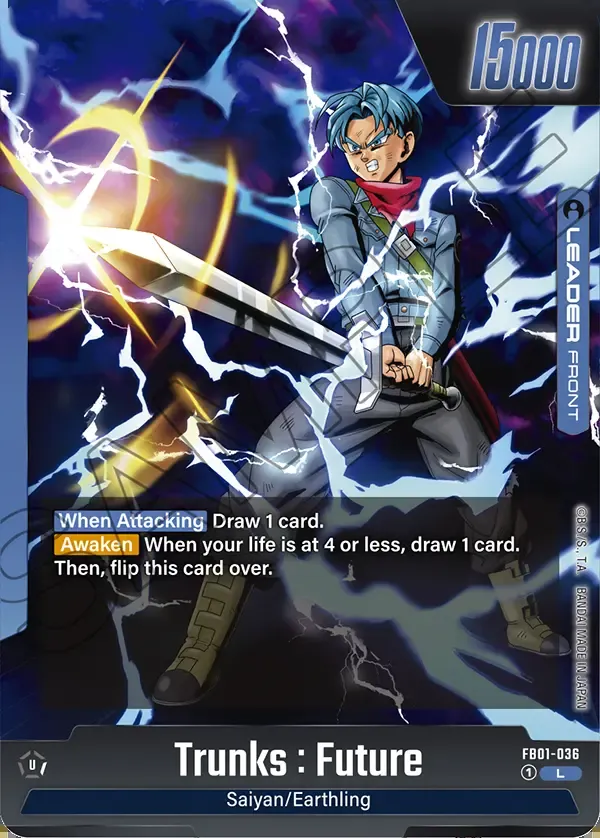 15000
LEADER FRONT
When Attacking Draw 1 card.
Awaken When your life is at 4 or less, draw 1 card.
Then, flip this card over.
©B.S./S., T.A. BANDAI MADE IN JAPAN
Trunks : Future
FB01-036
U
1 L
Saiyan/Earthling
SAMPLE